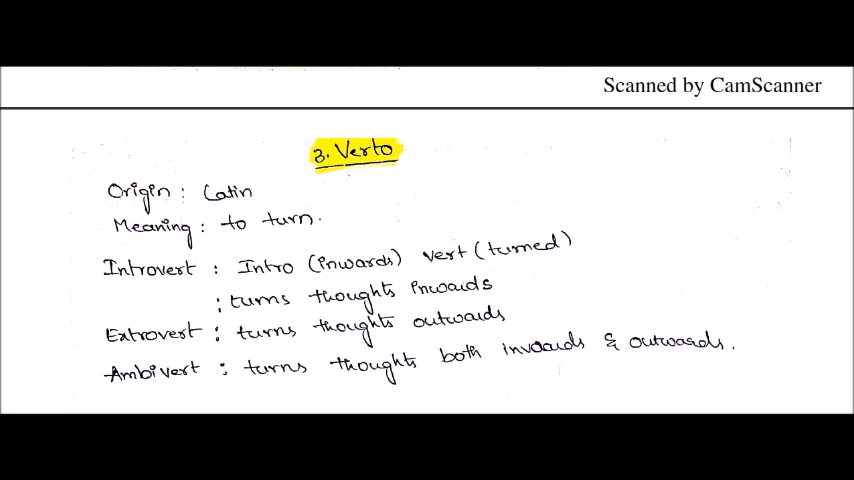 Scanned by CamScanner
3. Verto
Origin : Latin
Meaning : to turn.
Introvert : Intro (inwards) vert (turned)
: turns thoughts inwards
Extrovert : turns thoughts outwards
Ambivert : turns thoughts both inwards & outwards.